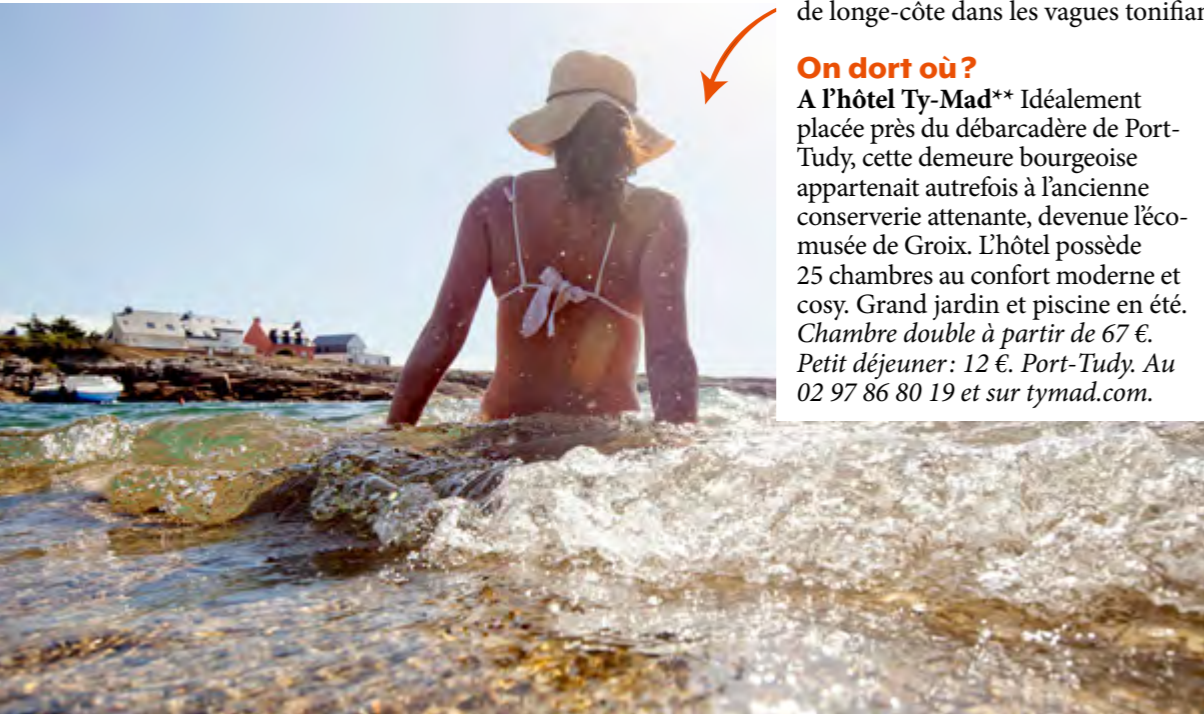 de longe-côte dans les vagues
On dort où ?
A l’hôtel Ty-Mad** Idéalement
placée près du débarcadère de Port-
Tudy, cette demeure bourgeoise
appartenait autrefois à l’ancienne
conserverie attenante, devenue l’éco-
musée de Groix. L’hôtel possède
25 chambres au confort moderne et
cosy. Grand jardin et piscine en été.
Chambre double à partir de 67 €.
Petit déjeuner : 12 €. Port-Tudy. Au
02 97 86 80 19 et sur tymad.com.